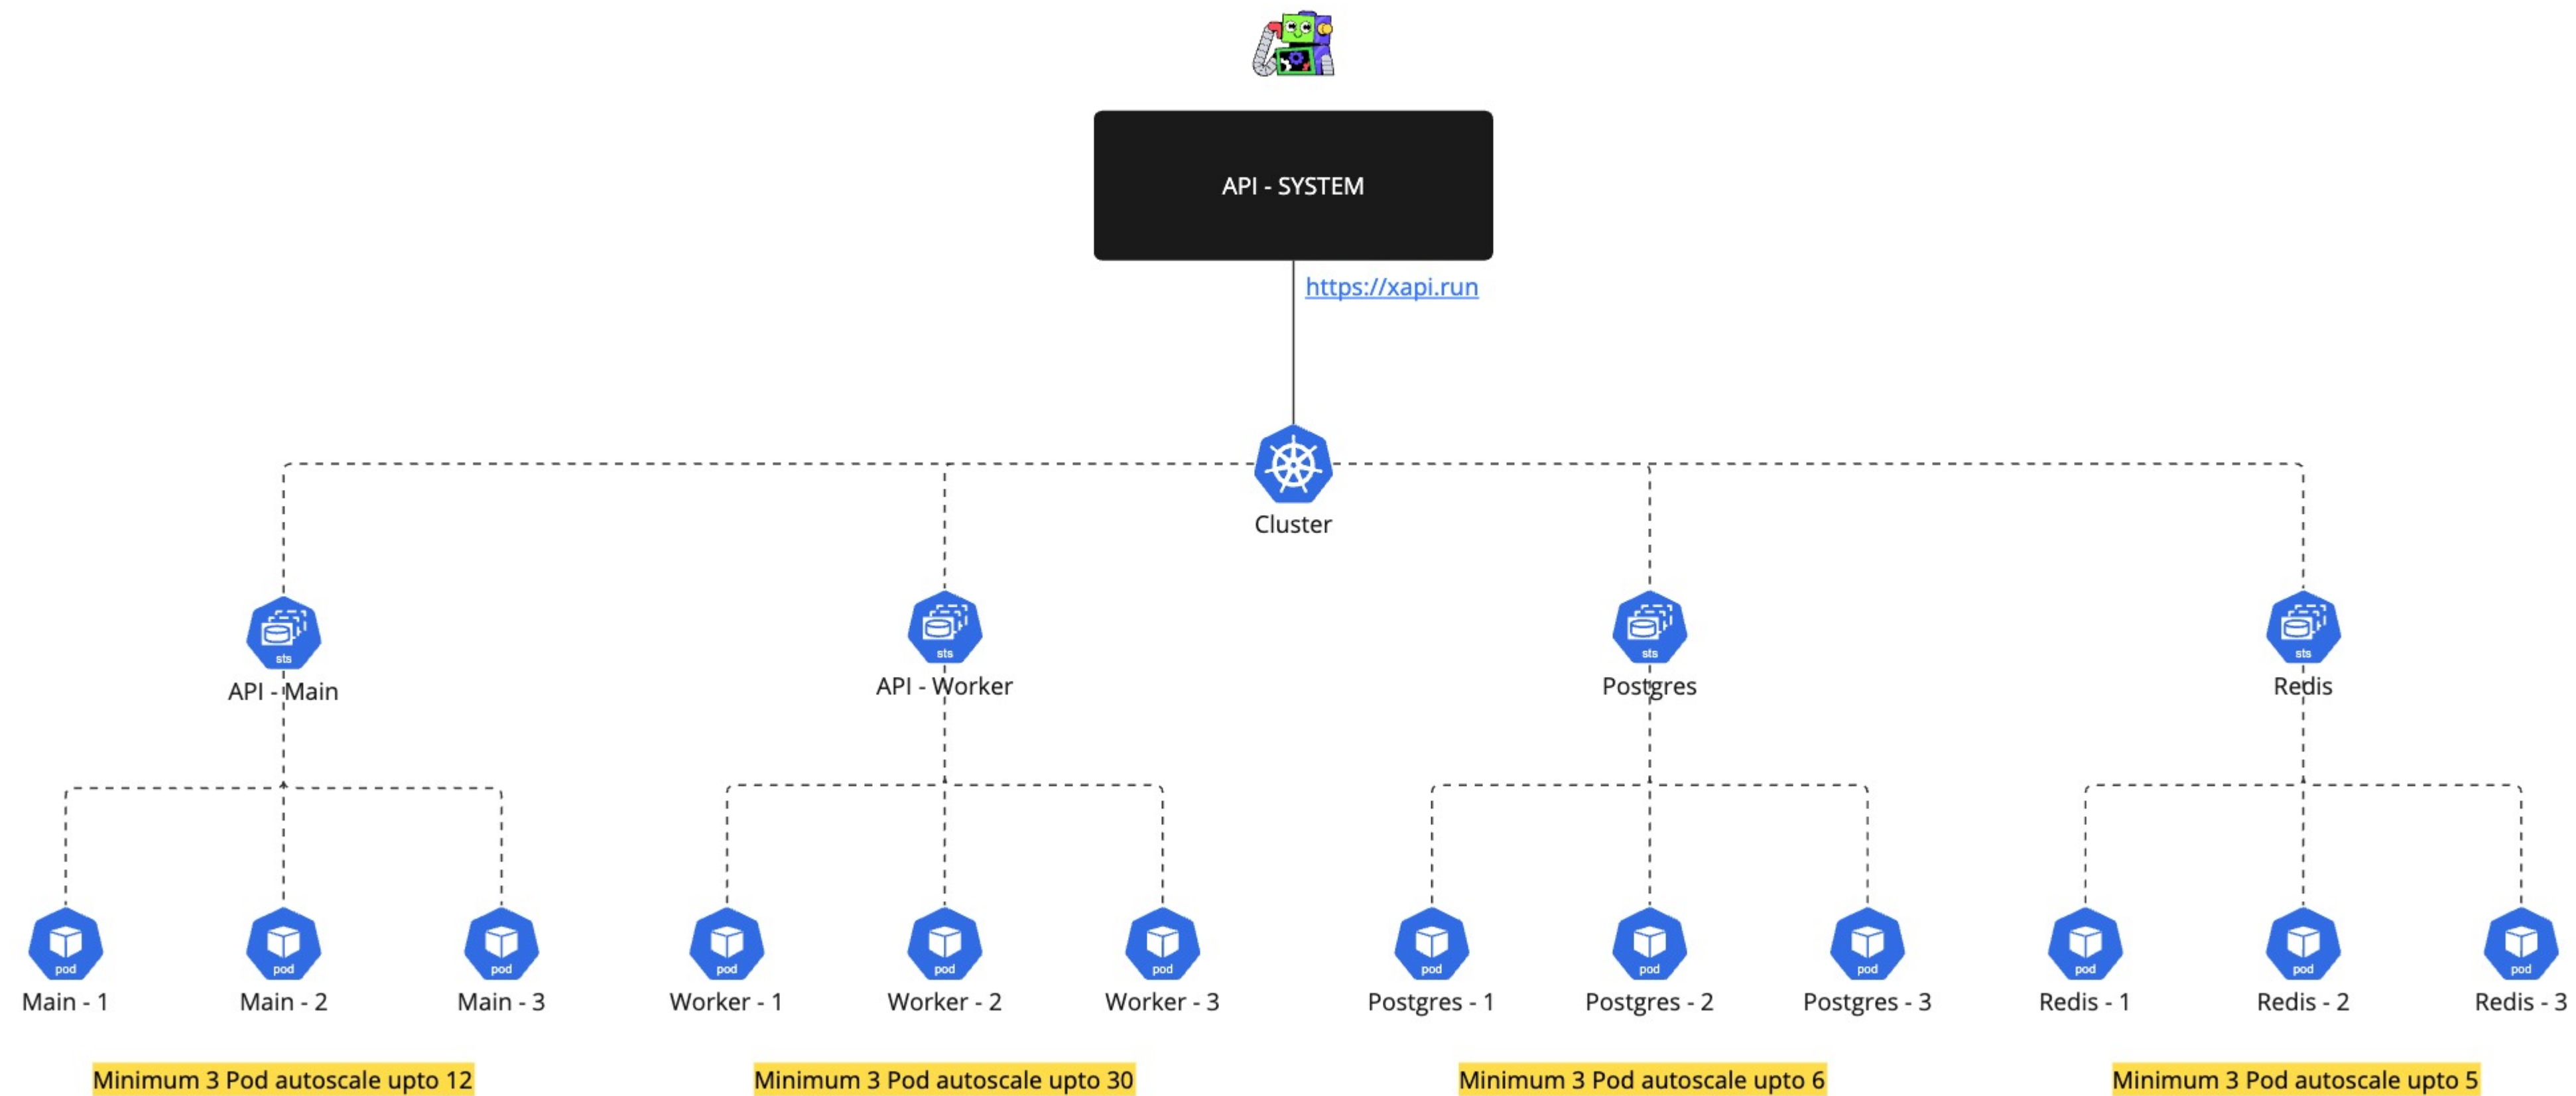 API - SYSTEM
https://xapi.run
Cluster
sts
sts
sts
sts
API - Main
API - Worker
Postgres
Redis
pod
pod
pod
pod
pod
pod
pod
pod
pod
pod
pod
pod
Main - 1
Main - 2
Main - 3
Worker - 1
Worker - 2
Worker - 3
Postgres - 1
Postgres - 2
Postgres - 3
Redis - 1
Redis - 2
Redis - 3
Minimum 3 Pod autoscale upto 12
Minimum 3 Pod autoscale upto 30
Minimum 3 Pod autoscale upto 6
Minimum 3 Pod autoscale upto 5